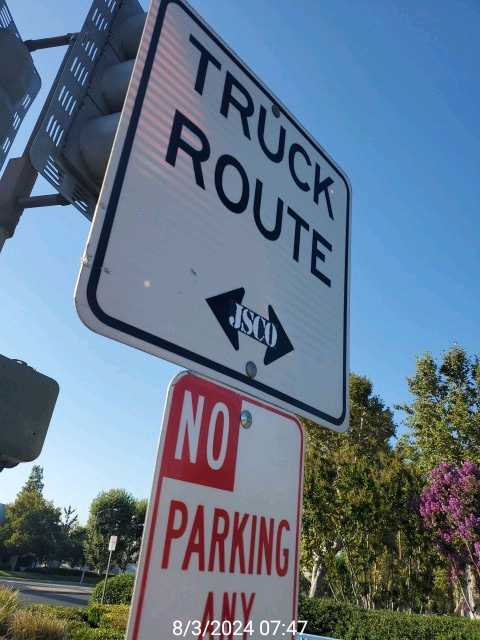 TRUCK
ROUTE
JSCO
NO
PARKING
ANY
8/3/2024 07:47